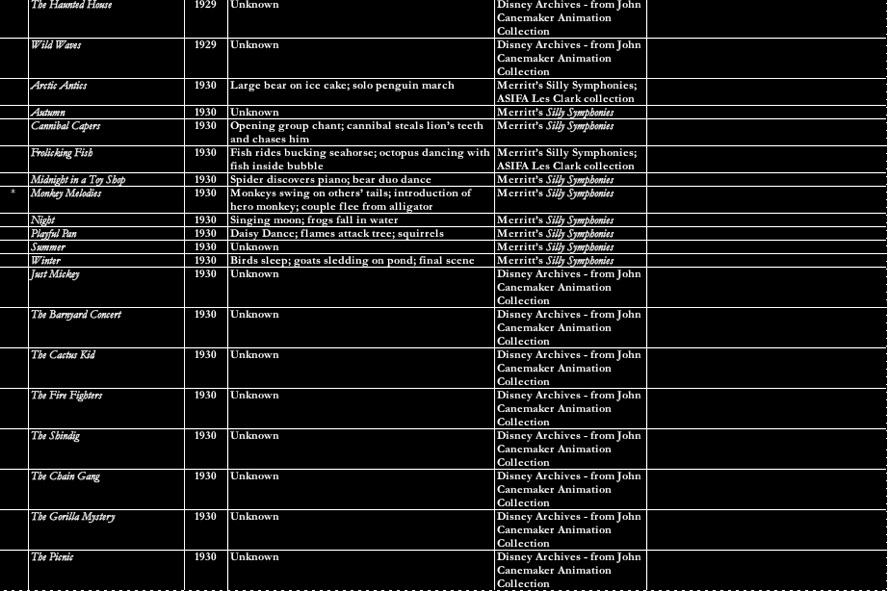 The Haunted House 1929 Unknown Disney Archives - from John
Canemaker Animation
Collection
Wild Waves 1929 Unknown Disney Archives - from John
Canemaker Animation
Collection
Arctic Antics 1930 Large bear on ice cake; solo penguin march Merritt's Silly Symphonies;
ASIFA Les Clark collection
Autumn 1930 Unknown Merritt's Silly Symphonies
Cannibal Capers 1930 Opening group chant; cannibal steals lion's teeth Merritt's Silly Symphonies
and chases him
Frolicking Fish 1930 Fish rides bucking seahorse; octopus dancing with Merritt's Silly Symphonies;
fish inside bubble ASIFA Les Clark collection
Midnight in a Toy Shop 1930 Spider discovers piano; bear duo dance Merritt's Silly Symphonies
* Monkey Melodies 1930 Monkeys swing on others' tails; introduction of Merritt's Silly Symphonies
hero monkey; couple flee from alligator
Night 1930 Singing moon; frogs fall in water Merritt's Silly Symphonies
Playful Pan 1930 Daisy Dance; flames attack tree; squirrels Merritt's Silly Symphonies
Summer 1930 Unknown Merritt's Silly Symphonies
Winter 1930 Birds sleep; goats sledding on pond; final scene Merritt's Silly Symphonies
Just Mickey 1930 Unknown Disney Archives - from John
Canemaker Animation
Collection
The Barnyard Concert 1930 Unknown Disney Archives - from John
Canemaker Animation
Collection
The Cactus Kid 1930 Unknown Disney Archives - from John
Canemaker Animation
Collection
The Fire Fighters 1930 Unknown Disney Archives - from John
Canemaker Animation
Collection
The Shindig 1930 Unknown Disney Archives - from John
Canemaker Animation
Collection
The Chain Gang 1930 Unknown Disney Archives - from John
Canemaker Animation
Collection
The Gorilla Mystery 1930 Unknown Disney Archives - from John
Canemaker Animation
Collection
The Picnic 1930 Unknown Disney Archives - from John
Canemaker Animation
Collection